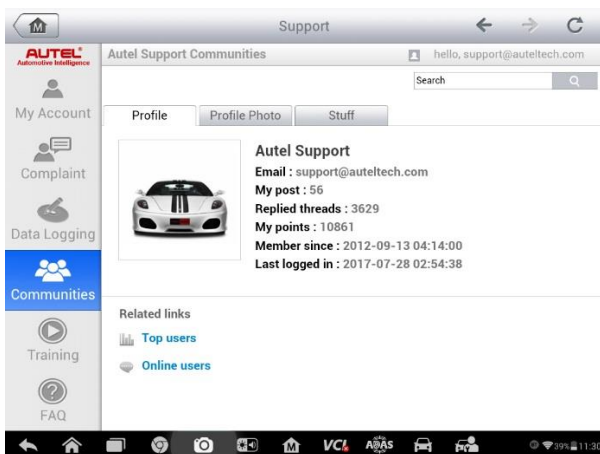 M
Support
AUTEL
Automotive Intelligence
Autel Support Communities
hello, support@auteltech.com
Search
My Account
Profile
Profile Photo
Stuff
Autel Support
Email : support@auteltech.com
My post : 56
Replied threads : 3629
My points : 10861
Member since : 2012-09-13 04:14:00
Last logged in : 2017-07-28 02:54:38
Complaint
Data Logging
Communities
Related links
Top users
Online users
Training
FAQ
M
VCI
ADAS
39%
11:30